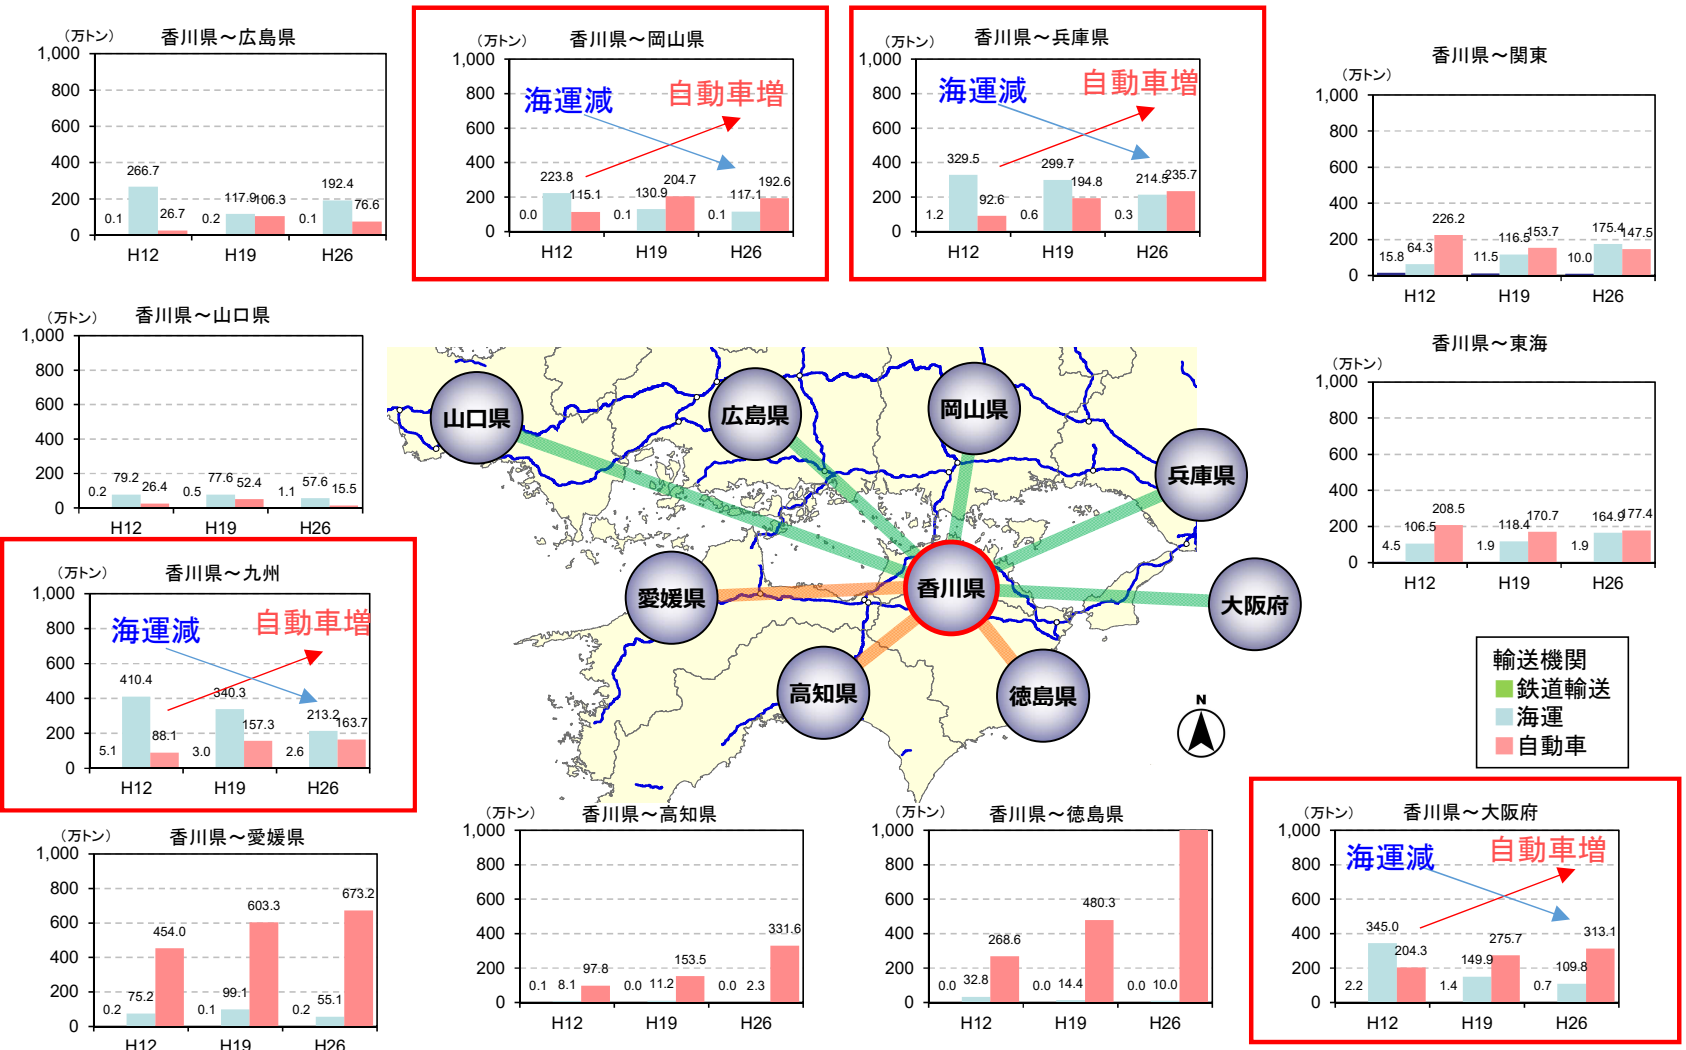 香川県～広島県
（万トン）
1,000
800
600
400
200
0
266.7
192.4
117.9
106.3
76.6
0.1
26.7
0.2
0.1
H12
H19
H26
香川県～岡山県
（万トン）
1,000
800
600
400
200
0
海運減
自動車増
223.8
115.1
130.9
204.7
117.1
192.6
0.0
0.1
0.1
H12
H19
H26
香川県～兵庫県
（万トン）
1,000
800
600
400
200
0
海運減
自動車増
329.5
299.7
214.5
235.7
92.6
194.8
1.2
0.6
0.3
H12
H19
H26
香川県～関東
（万トン）
1,000
800
600
400
200
0
226.2
64.3
116.5
153.7
175.4
147.5
15.8
11.5
10.0
H12
H19
H26
香川県～山口県
（万トン）
1,000
800
600
400
200
0
0.2
79.2
26.4
0.5
77.6
52.4
1.1
57.6
15.5
H12
H19
H26
香川県～東海
（万トン）
1,000
800
600
400
200
0
4.5
106.5
208.5
1.9
118.4
170.7
1.9
164.9
177.4
H12
H19
H26
山口県
広島県
岡山県
兵庫県
愛媛県
香川県
大阪府
高知県
徳島県
N
香川県～九州
（万トン）
1,000
800
600
400
200
0
海運減
自動車増
410.4
340.3
213.2
163.7
88.1
157.3
5.1
3.0
2.6
H12
H19
H26
輸送機関
鉄道輸送
海運
自動車
香川県～愛媛県
（万トン）
1,000
800
600
400
200
0
0.2
75.2
454.0
0.1
99.1
603.3
0.2
55.1
673.2
H12
H19
H26
香川県～高知県
（万トン）
1,000
800
600
400
200
0
0.1
8.1
97.8
0.0
11.2
153.5
0.0
2.3
331.6
H12
H19
H26
香川県～徳島県
（万トン）
1,000
800
600
400
200
0
0.0
32.8
268.6
0.0
14.4
480.3
0.0
10.0
H12
H19
H26
香川県～大阪府
（万トン）
1,000
800
600
400
200
0
海運減
自動車増
345.0
204.3
149.9
275.7
109.8
313.1
2.2
1.4
0.7
H12
H19
H26